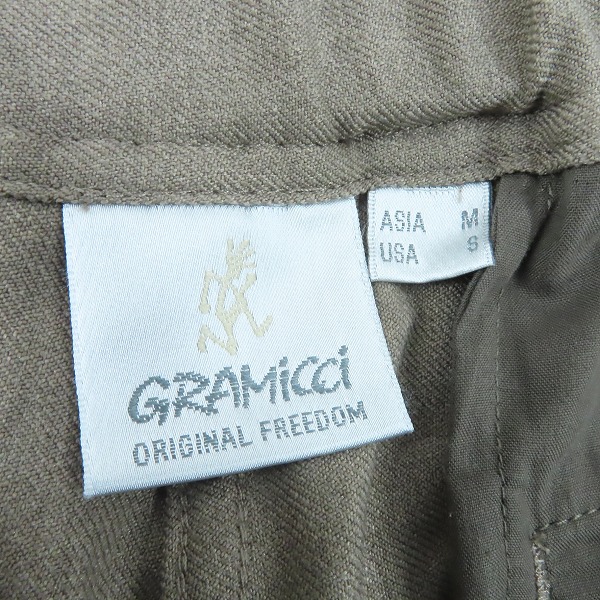 GRAMiCCi
ORIGINAL FREEDOM
ASIA M
USA S